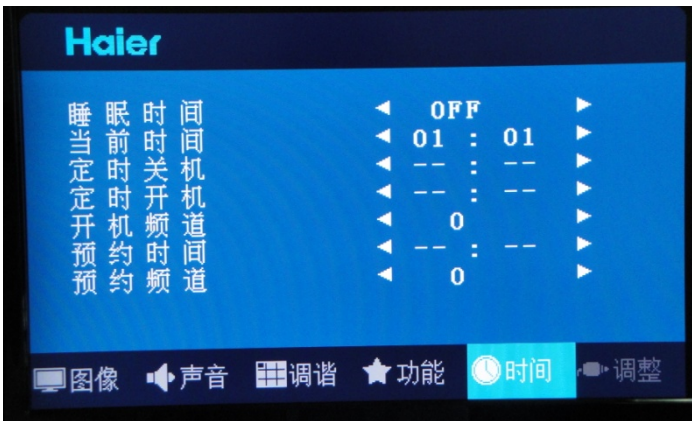 Haier
睡眠时间 ◀ OFF ▶
当前时间 ◀ 01 : 01 ▶
定时关机 ◀ -- : -- ▶
定时开机 ◀ -- : -- ▶
开机频道 ◀ 0 ▶
预约时间 ◀ -- : -- ▶
预约频道 ◀ 0 ▶
图像 声音 调谐 功能 时间 调整